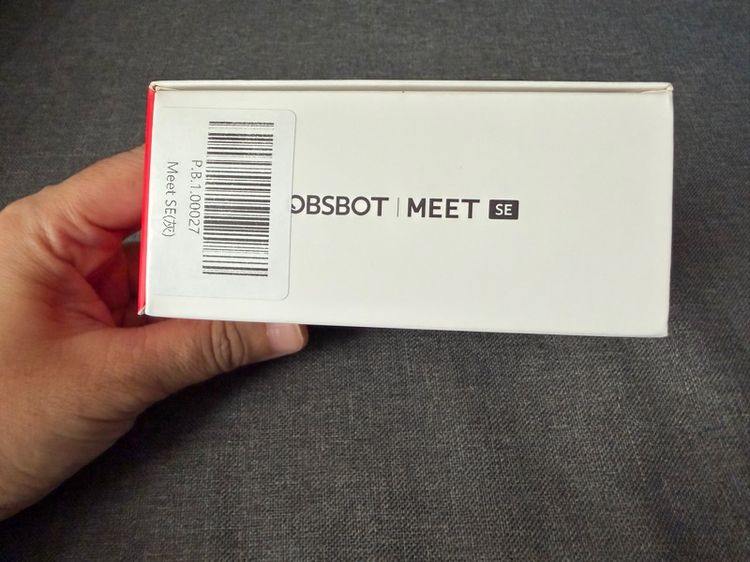 P.B.1.00027
Meet SE(灰)
OBSBOT | MEET SE